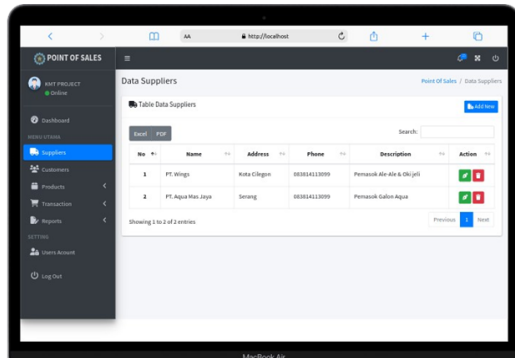 AA
http://localhost
POINT OF SALES
KMT PROJECT
Online
Data Suppliers
Point Of Sales / Data Suppliers
Dashboard
MENU UTAMA
Suppliers
Customers
Products
Transaction
Reports
SETTING
Users Acount
Log Out
Table Data Suppliers
Add New
Excel PDF
Search:
No Name Address Phone Description Action
1 PT. Wings Kota Cilegon 083814113099 Pemasok Ale-Ale & Oki jeli
2 PT. Aqua Mas Jaya Serang 083814113099 Pemasok Galon Aqua
Showing 1 to 2 of 2 entries
Previous 1 Next
MacBook Air